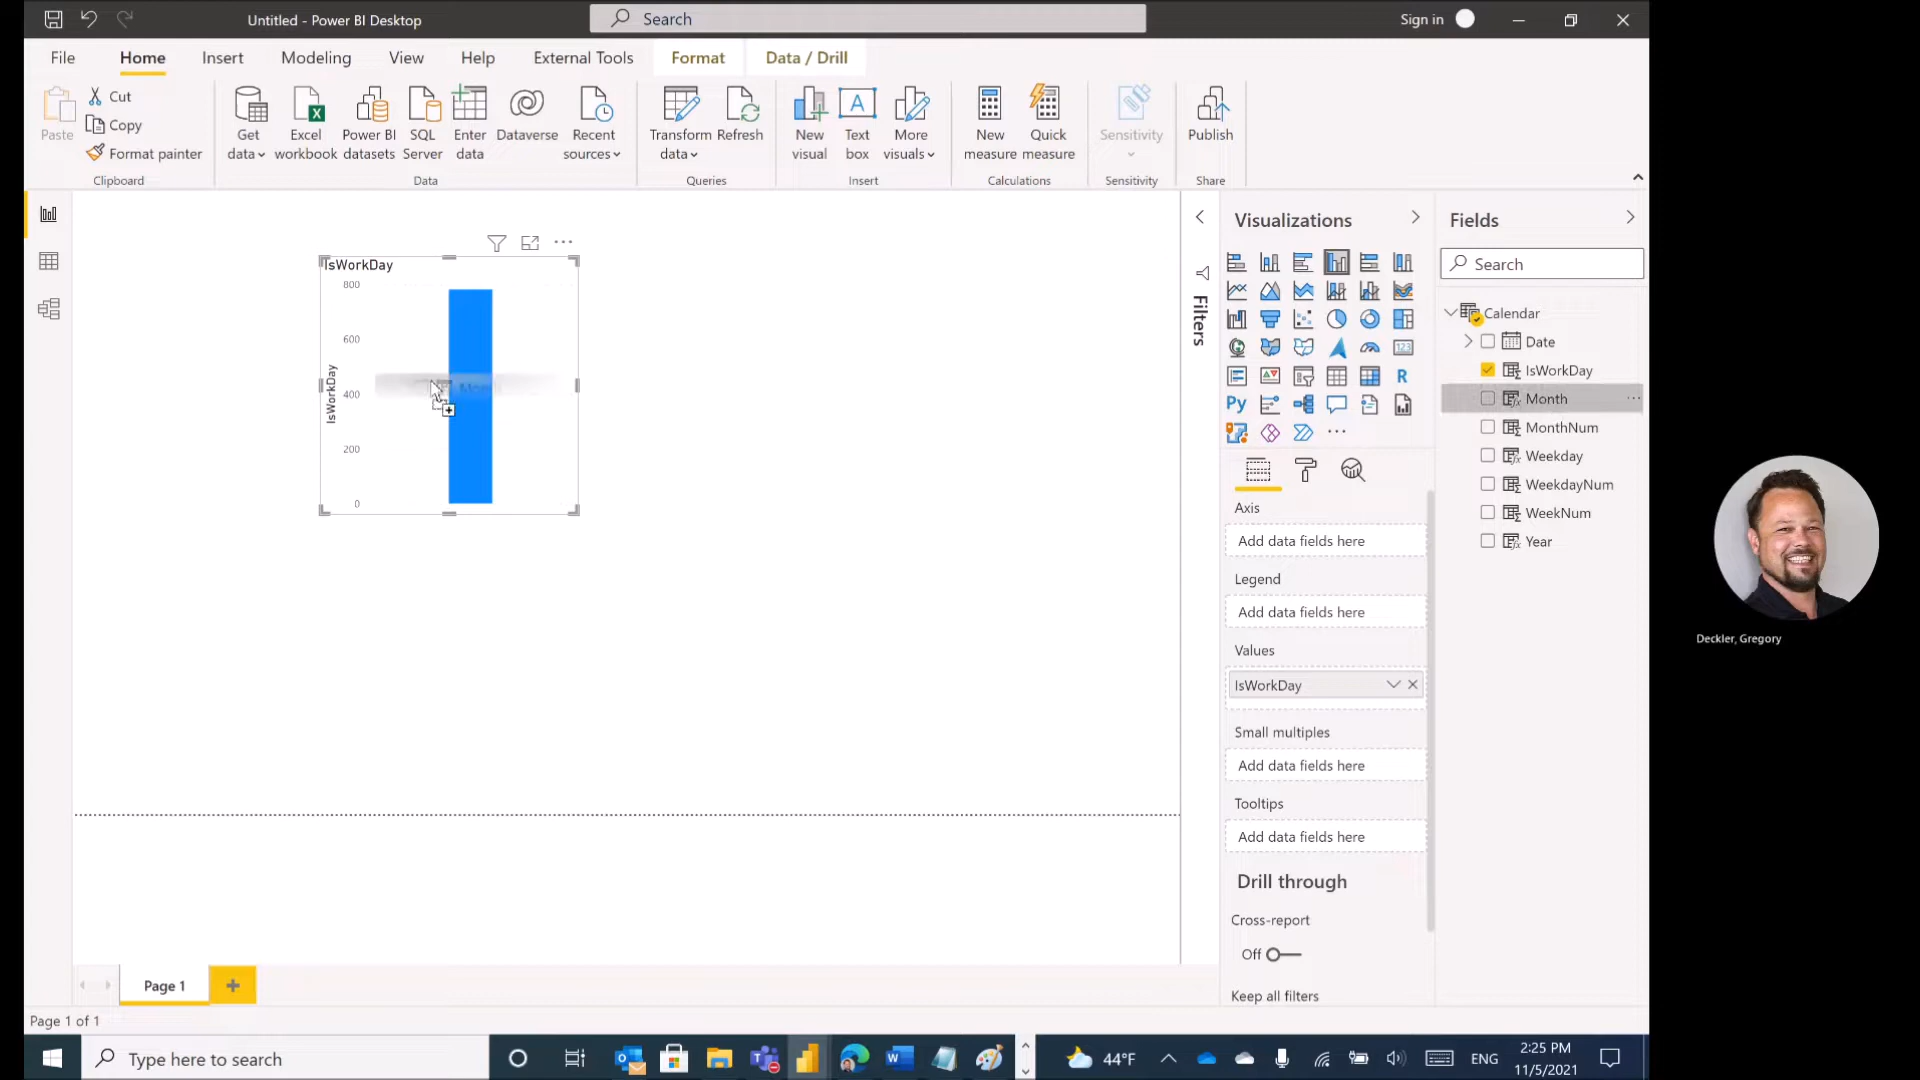 Untitled - Power BI Desktop
Search
Sign in
File
Home
Insert
Modeling
View
Help
External Tools
Format
Data / Drill
Paste
Cut
Copy
Format painter
Clipboard
Get data
Excel workbook
Power BI datasets
SQL Server
Enter data
Dataverse
Recent sources
Data
Transform data
Refresh
Queries
New visual
Text box
More visuals
Insert
New measure
Quick measure
Calculations
Sensitivity
Sensitivity
Publish
Share
IsWorkDay
800
600
400
200
0
IsWorkDay
Month
Filters
Visualizations
123
R
Py
Axis
Add data fields here
Legend
Add data fields here
Values
IsWorkDay
Small multiples
Add data fields here
Tooltips
Add data fields here
Drill through
Cross-report
Off
Keep all filters
Fields
Search
Calendar
Date
IsWorkDay
Month
MonthNum
Weekday
WeekdayNum
WeekNum
Year
Deckler, Gregory
Page 1
Page 1 of 1
Type here to search
44°F
ENG
2:25 PM
11/5/2021